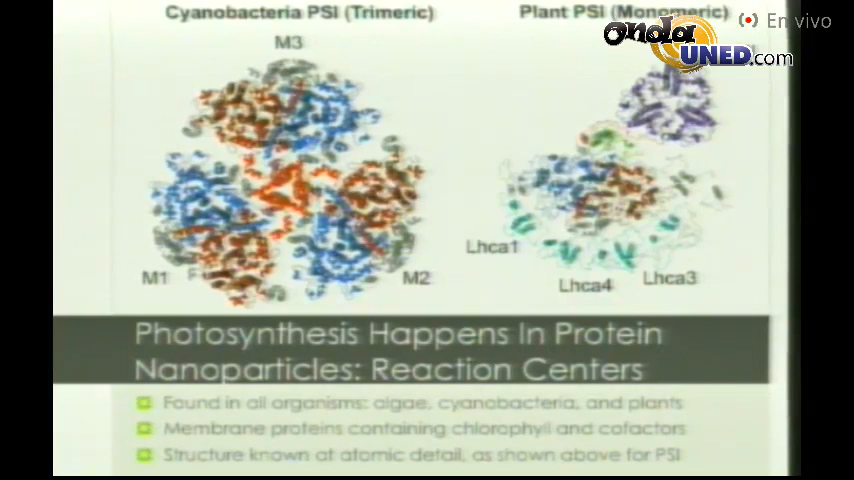 Cyanobacteria PSI (Trimeric)
Plant PSI (Monomeric)
En vivo
onda
UNED.com
M3
M1
M2
Lhca1
Lhca4
Lhca3
Photosynthesis Happens In Protein
Nanoparticles: Reaction Centers
Found in all organisms: algae, cyanobacteria, and plants
Membrane proteins containing chlorophyll and cofactors
Structure known at atomic detail, as shown above for PSI